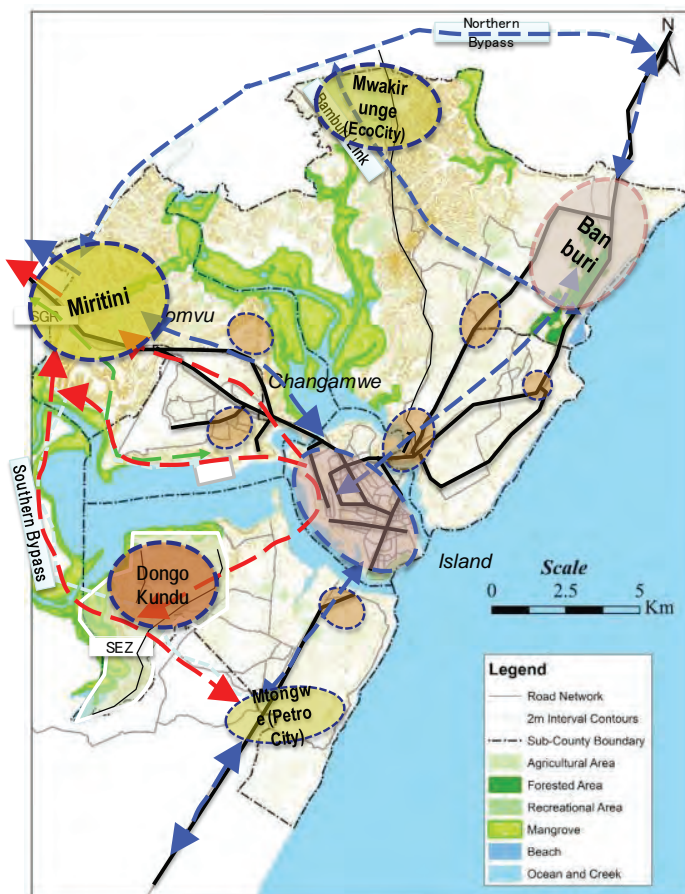 Northern
Bypass
N
Mwakir
unge
(EcoCity)
Bamburi Link
Ban
buri
Miritini
SGR
omvu
Changamwe
Southern Bypass
Island
Dongo
Kundu
SEZ
Mtongw
e (Petro
City)
Scale
0 2.5 5
Km
Legend
Road Network
2m Interval Contours
Sub-County Boundary
Agricultural Area
Forested Area
Recreational Area
Mangrove
Beach
Ocean and Creek